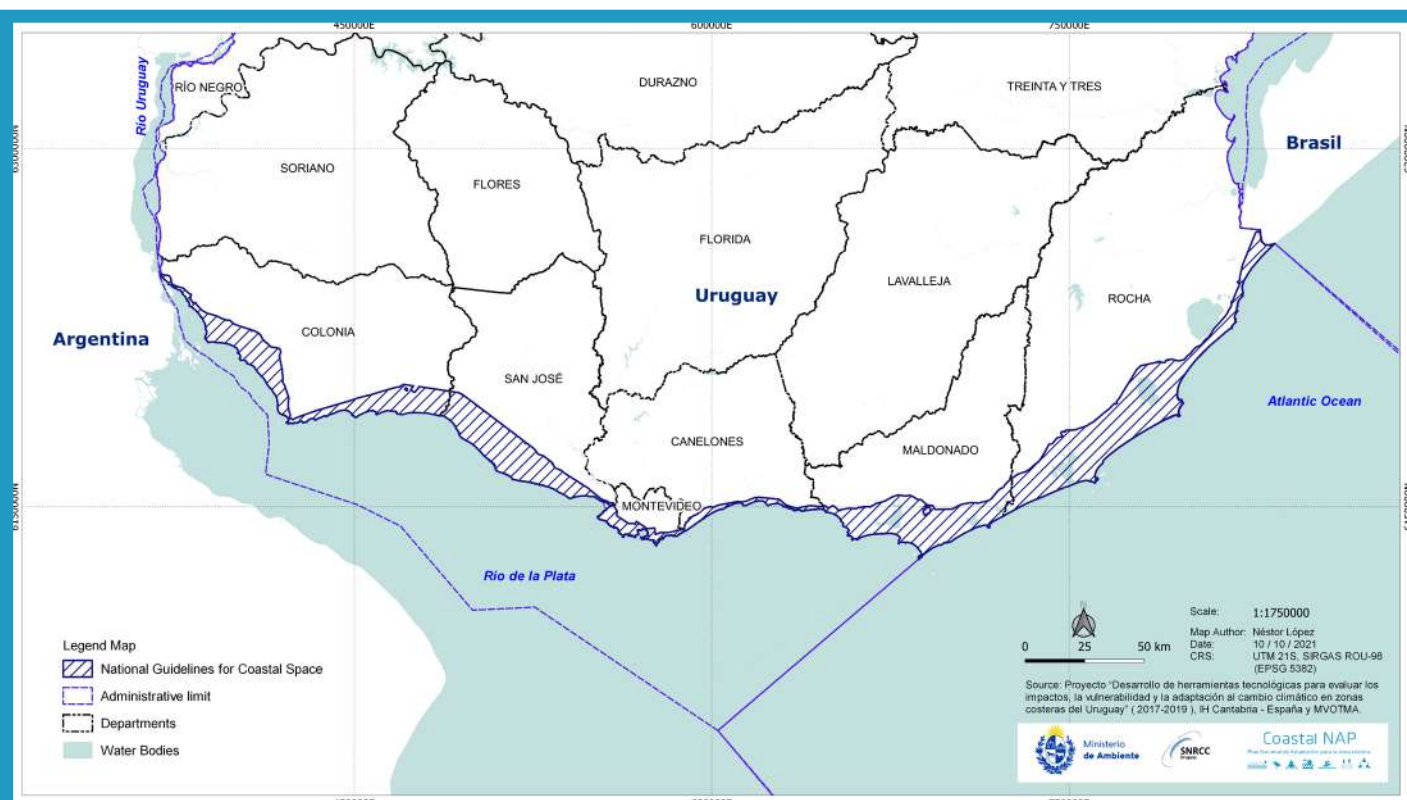 450000E
600000E
750000E
Rio Uruguay
RÍO NEGRO
DURAZNO
TREINTA Y TRES
Brasil
SORIANO
FLORES
FLORIDA
LAVALLEJA
Uruguay
ROCHA
Argentina
COLONIA
SAN JOSÉ
CANELONES
MALDONADO
MONTEVIDEO
Atlantic Ocean
Rio de la Plata
6150000N
Legend Map
National Guidelines for Coastal Space
Administrative limit
Departments
Water Bodies
0 25 50 km
Scale: 1:1750000
Map Author: Néstor López
Date: 10 / 10 / 2021
CRS: UTM 21S, SIRGAS ROU-98
(EPSG 5382)
Source: Proyecto "Desarrollo de herramientas tecnológicas para evaluar los
impactos, la vulnerabilidad y la adaptación al cambio climático en zonas
costeras del Uruguay" ( 2017-2019 ), IH Cantabria - España y MVOTMA.
Ministerio
de Ambiente
SNRCC
Uruguay
Coastal NAP